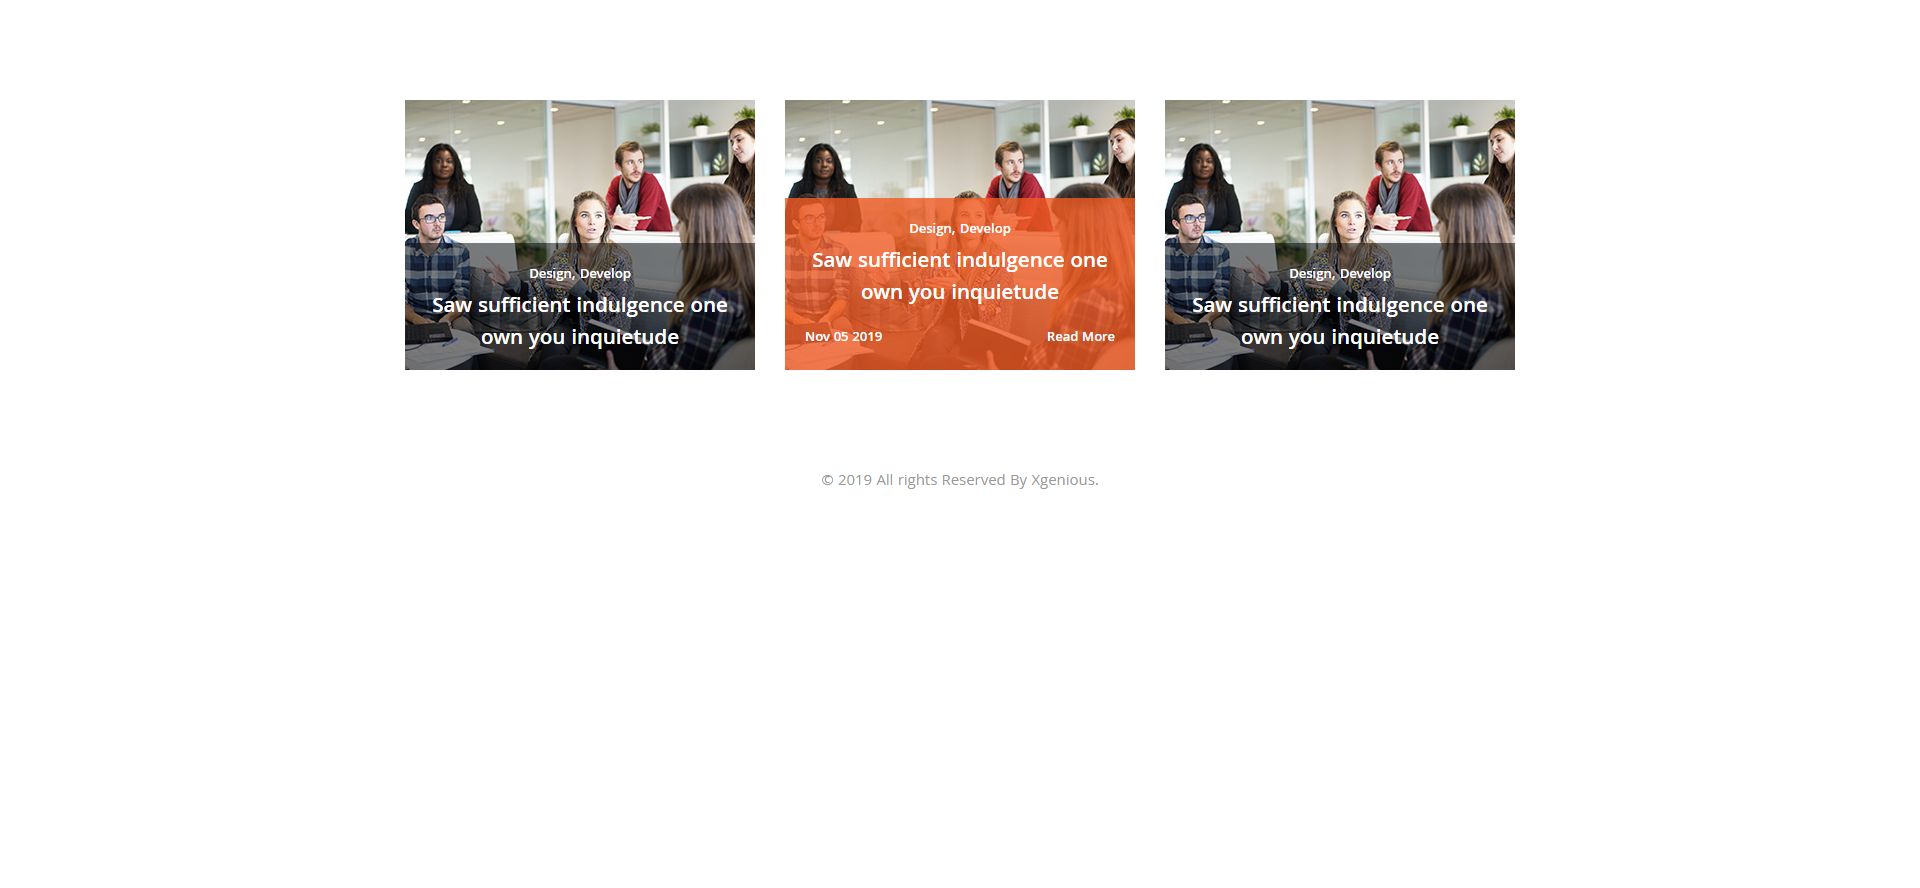 Design, Develop
Saw sufficient indulgence one
own you inquietude
Design, Develop
Saw sufficient indulgence one
own you inquietude
Nov 05 2019
Read More
Design, Develop
Saw sufficient indulgence one
own you inquietude
© 2019 All rights Reserved By Xgenious.